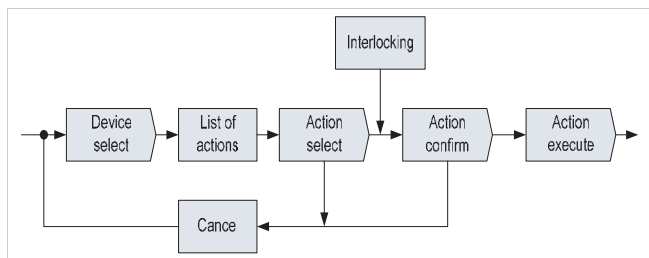 Interlocking
Device
select
List of
actions
Action
select
Action
confirm
Action
execute
Cance